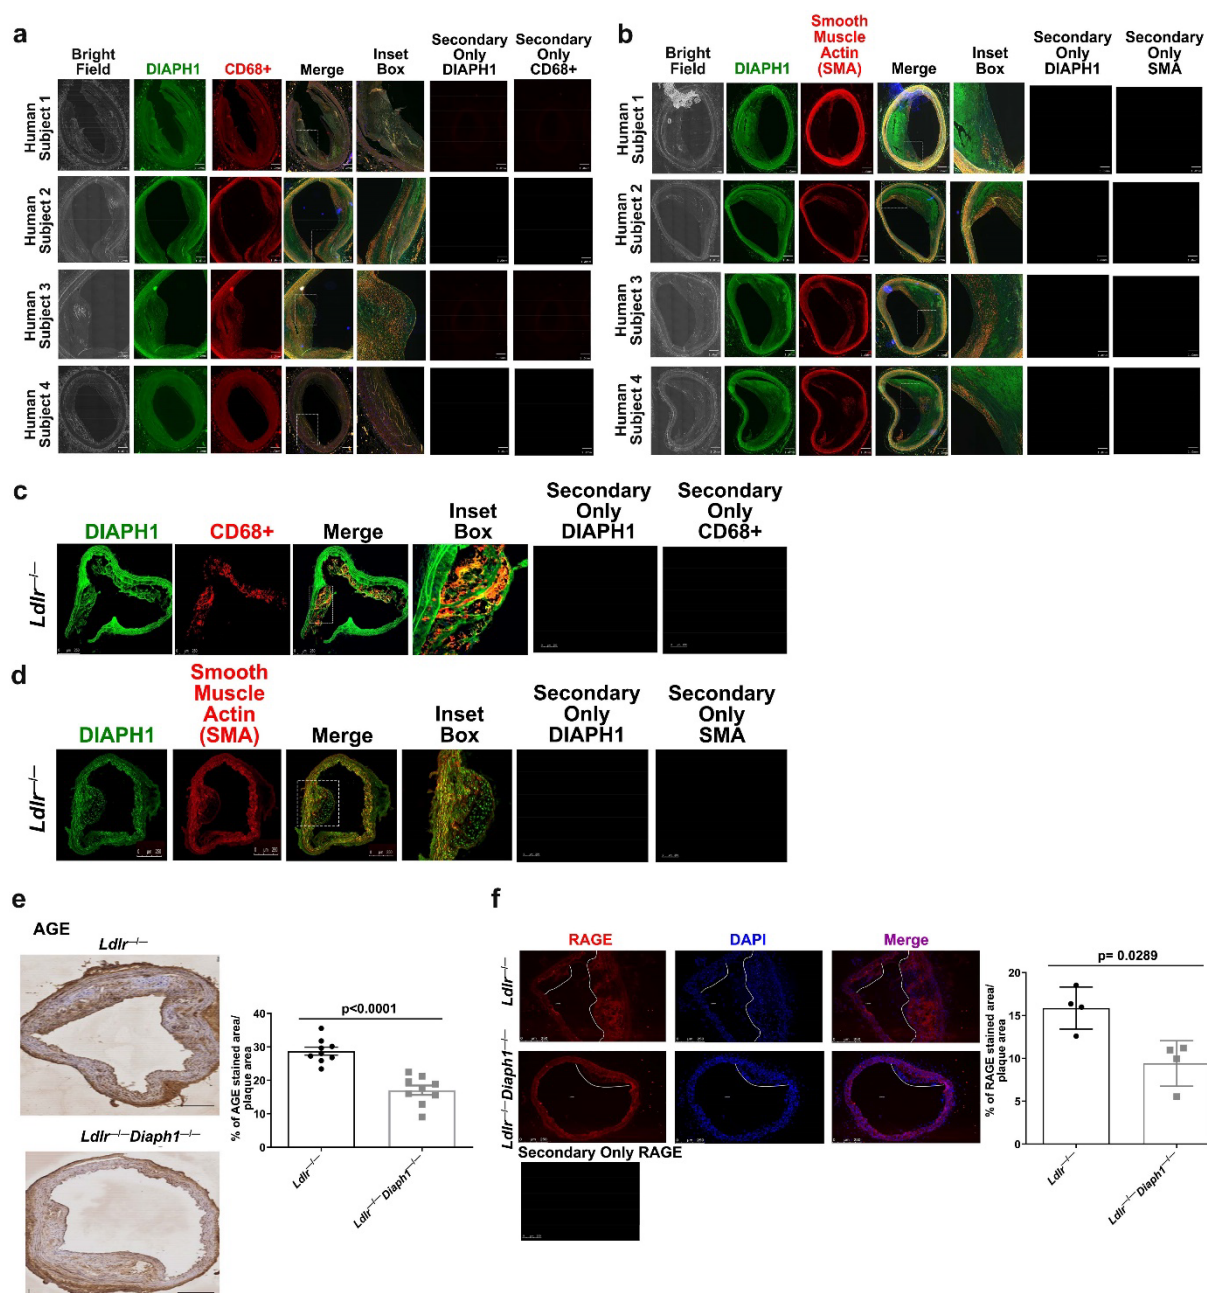 a
Bright Field
DIAPH1
CD68+
Merge
Inset Box
Secondary Only DIAPH1
Secondary Only CD68+
Human Subject 1
Human Subject 2
Human Subject 3
Human Subject 4
b
Bright Field
DIAPH1
Smooth Muscle Actin (SMA)
Merge
Inset Box
Secondary Only DIAPH1
Secondary Only SMA
Human Subject 1
Human Subject 2
Human Subject 3
Human Subject 4
c
DIAPH1
CD68+
Merge
Inset Box
Secondary Only DIAPH1
Secondary Only CD68+
Ldlr−/−
d
DIAPH1
Smooth Muscle Actin (SMA)
Merge
Inset Box
Secondary Only DIAPH1
Secondary Only SMA
Ldlr−/−
e
AGE
Ldlr−/−
Ldlr−/−Diaph1−/−
p<0.0001
% of AGE stained area/ plaque area
40
30
20
10
0
Ldlr−/−
Ldlr−/−Diaph1−/−
f
RAGE
DAPI
Merge
Ldlr−/−
Ldlr−/−Diaph1−/−
Secondary Only RAGE
p= 0.0289
% of RAGE stained area/ plaque area
20
15
10
5
0
Ldlr−/−
Ldlr−/−Diaph1−/−